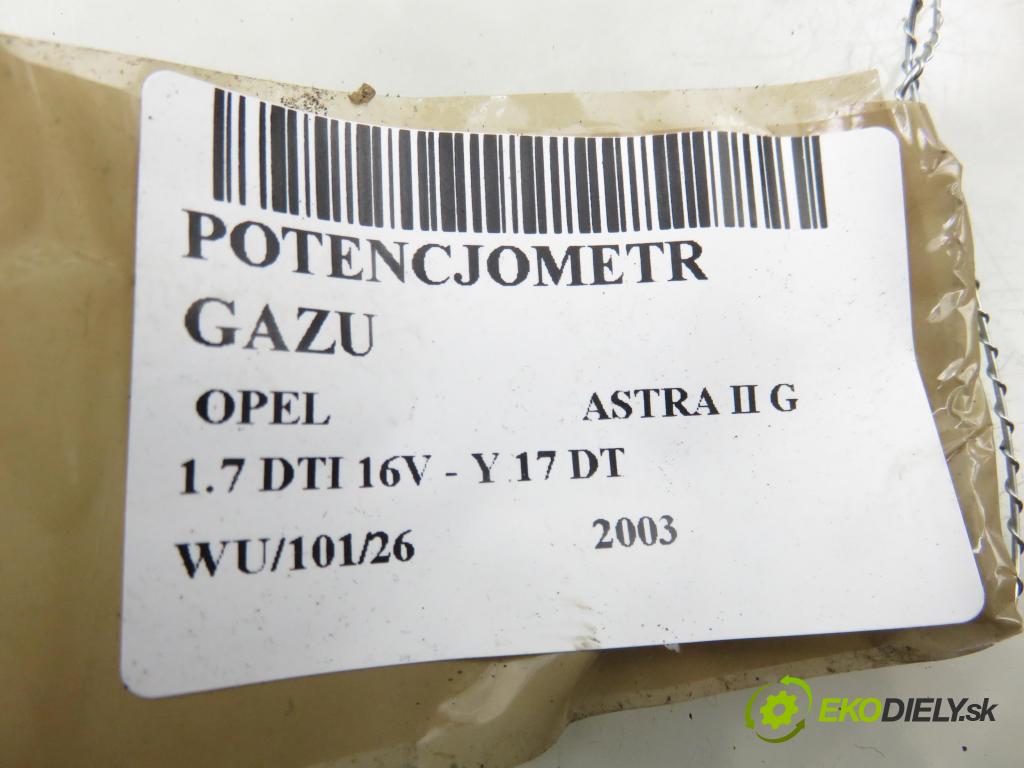 POTENCJOMETR
GAZU
OPEL ASTRA II G
1.7 DTI 16V - Y 17 DT
WU/101/26 2003
EKODIELY.sk